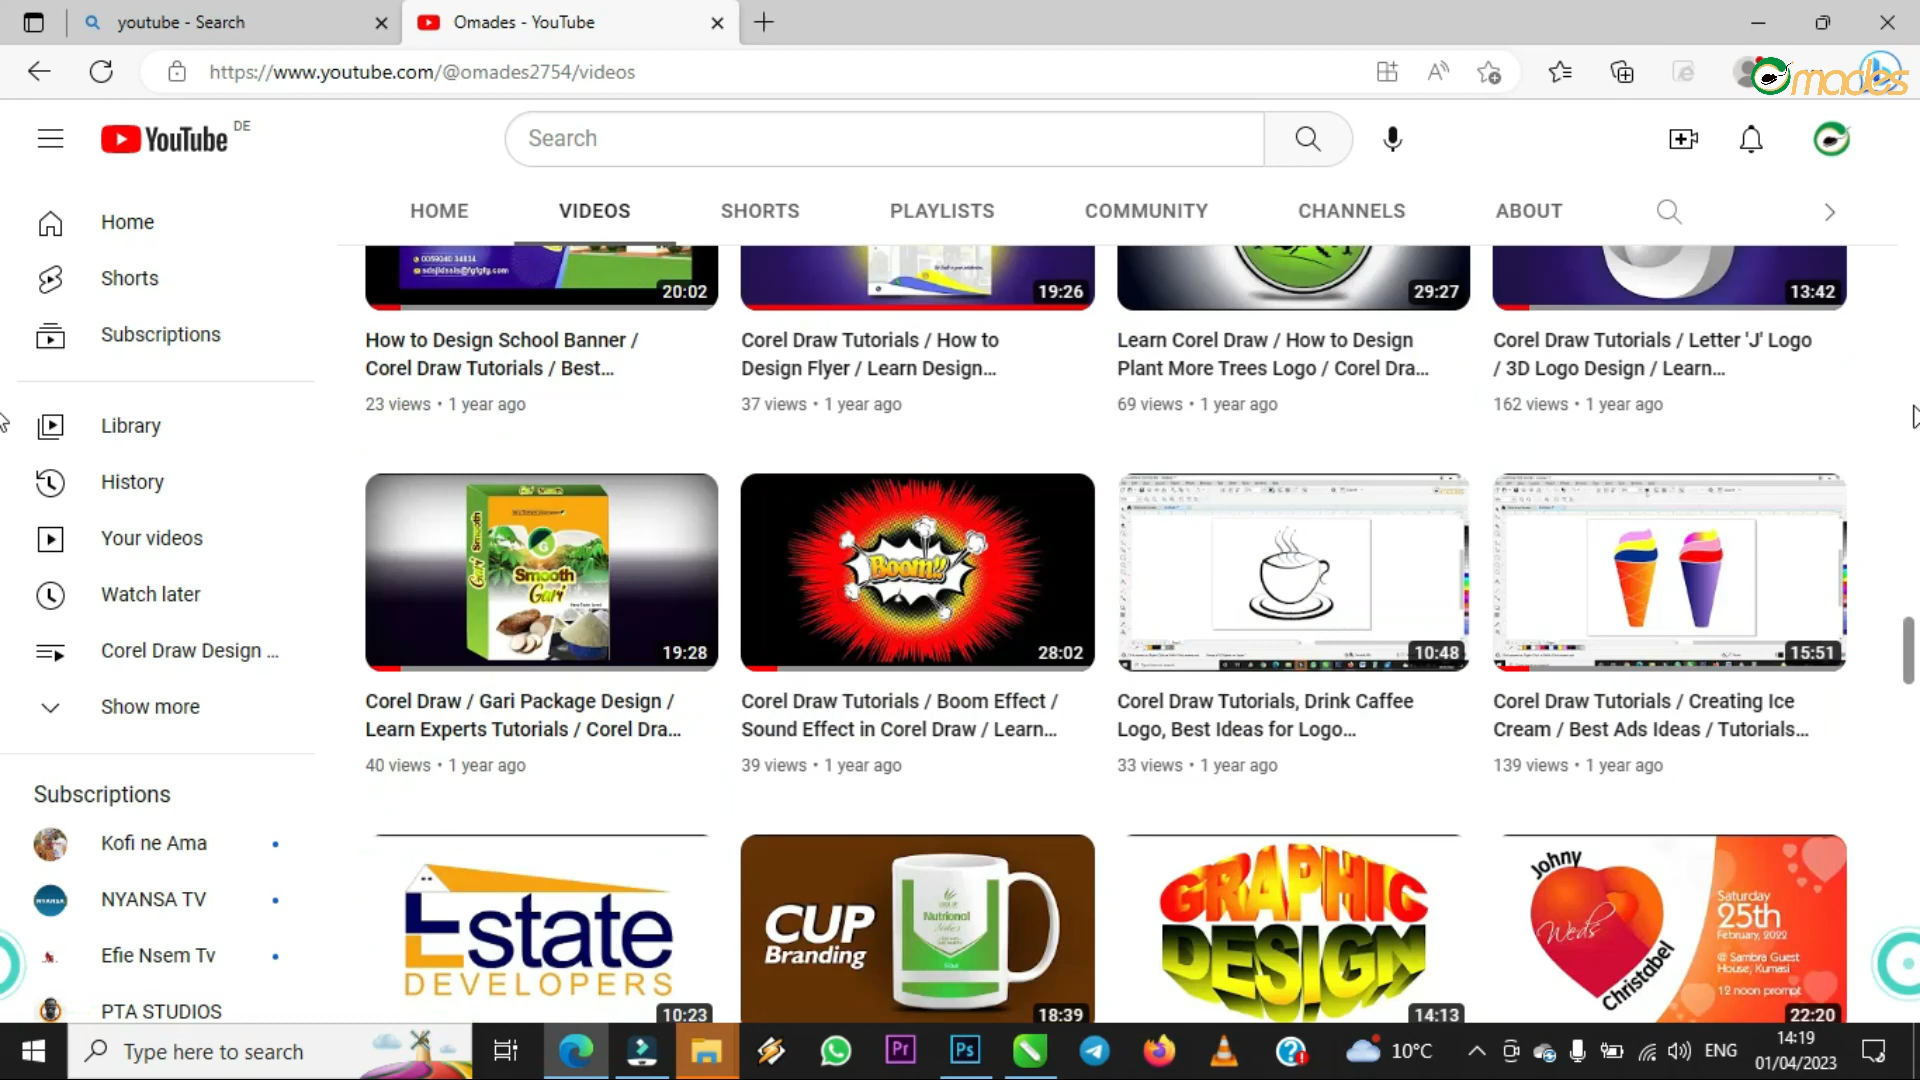 youtube - Search
Omades - YouTube
https://www.youtube.com/@omades2754/videos
Omades
YouTube DE
Search
HOME
VIDEOS
SHORTS
PLAYLISTS
COMMUNITY
CHANNELS
ABOUT
Home
Shorts
Subscriptions
Library
History
Your videos
Watch later
Corel Draw Design ...
Show more
Subscriptions
Kofi ne Ama
NYANSA TV
Efie Nsem Tv
PTA STUDIOS
20:02
19:26
29:27
13:42
How to Design School Banner /
Corel Draw Tutorials / Best...
23 views • 1 year ago
Corel Draw Tutorials / How to
Design Flyer / Learn Design...
37 views • 1 year ago
Learn Corel Draw / How to Design
Plant More Trees Logo / Corel Dra...
69 views • 1 year ago
Corel Draw Tutorials / Letter 'J' Logo
/ 3D Logo Design / Learn...
162 views • 1 year ago
Gari Smooth
Smooth
Gari
19:28
Boom!!
28:02
10:48
15:51
Corel Draw / Gari Package Design /
Learn Experts Tutorials / Corel Dra...
40 views • 1 year ago
Corel Draw Tutorials / Boom Effect /
Sound Effect in Corel Draw / Learn...
39 views • 1 year ago
Corel Draw Tutorials, Drink Caffee
Logo, Best Ideas for Logo...
33 views • 1 year ago
Corel Draw Tutorials / Creating Ice
Cream / Best Ads Ideas / Tutorials...
139 views • 1 year ago
Estate
DEVELOPERS
10:23
CUP
Branding
Nutrional
18:39
GRAPHIC
DESIGN
14:13
Johny
Weds
Christabel
Saturday
25th
February, 2022
@ Sambra Guest
House, Kumasi
12 noon prompt
22:20
Type here to search
Pr
Ps
10°C
ENG
14:19
01/04/2023